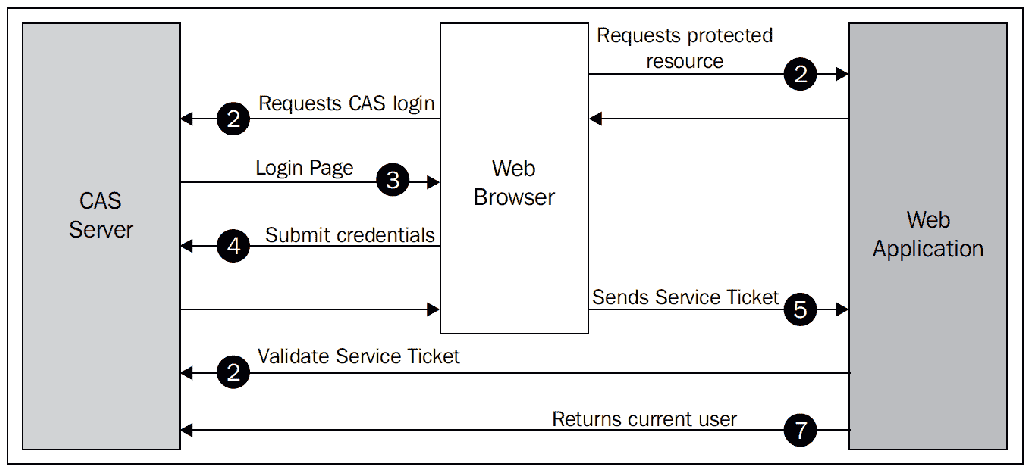 Requests protected
resource
2
Requests CAS login
2
Login Page
3
Web
Browser
CAS
Server
Submit credentials
4
Web
Application
Sends Service Ticket
5
Validate Service Ticket
2
Returns current user
7